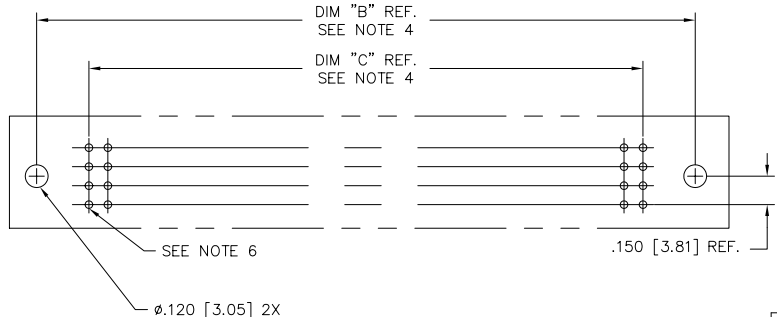 DIM "B" REF.
SEE NOTE 4
DIM "C" REF.
SEE NOTE 4
SEE NOTE 6
.150 [3.81] REF.
ø.120 [3.05] 2X